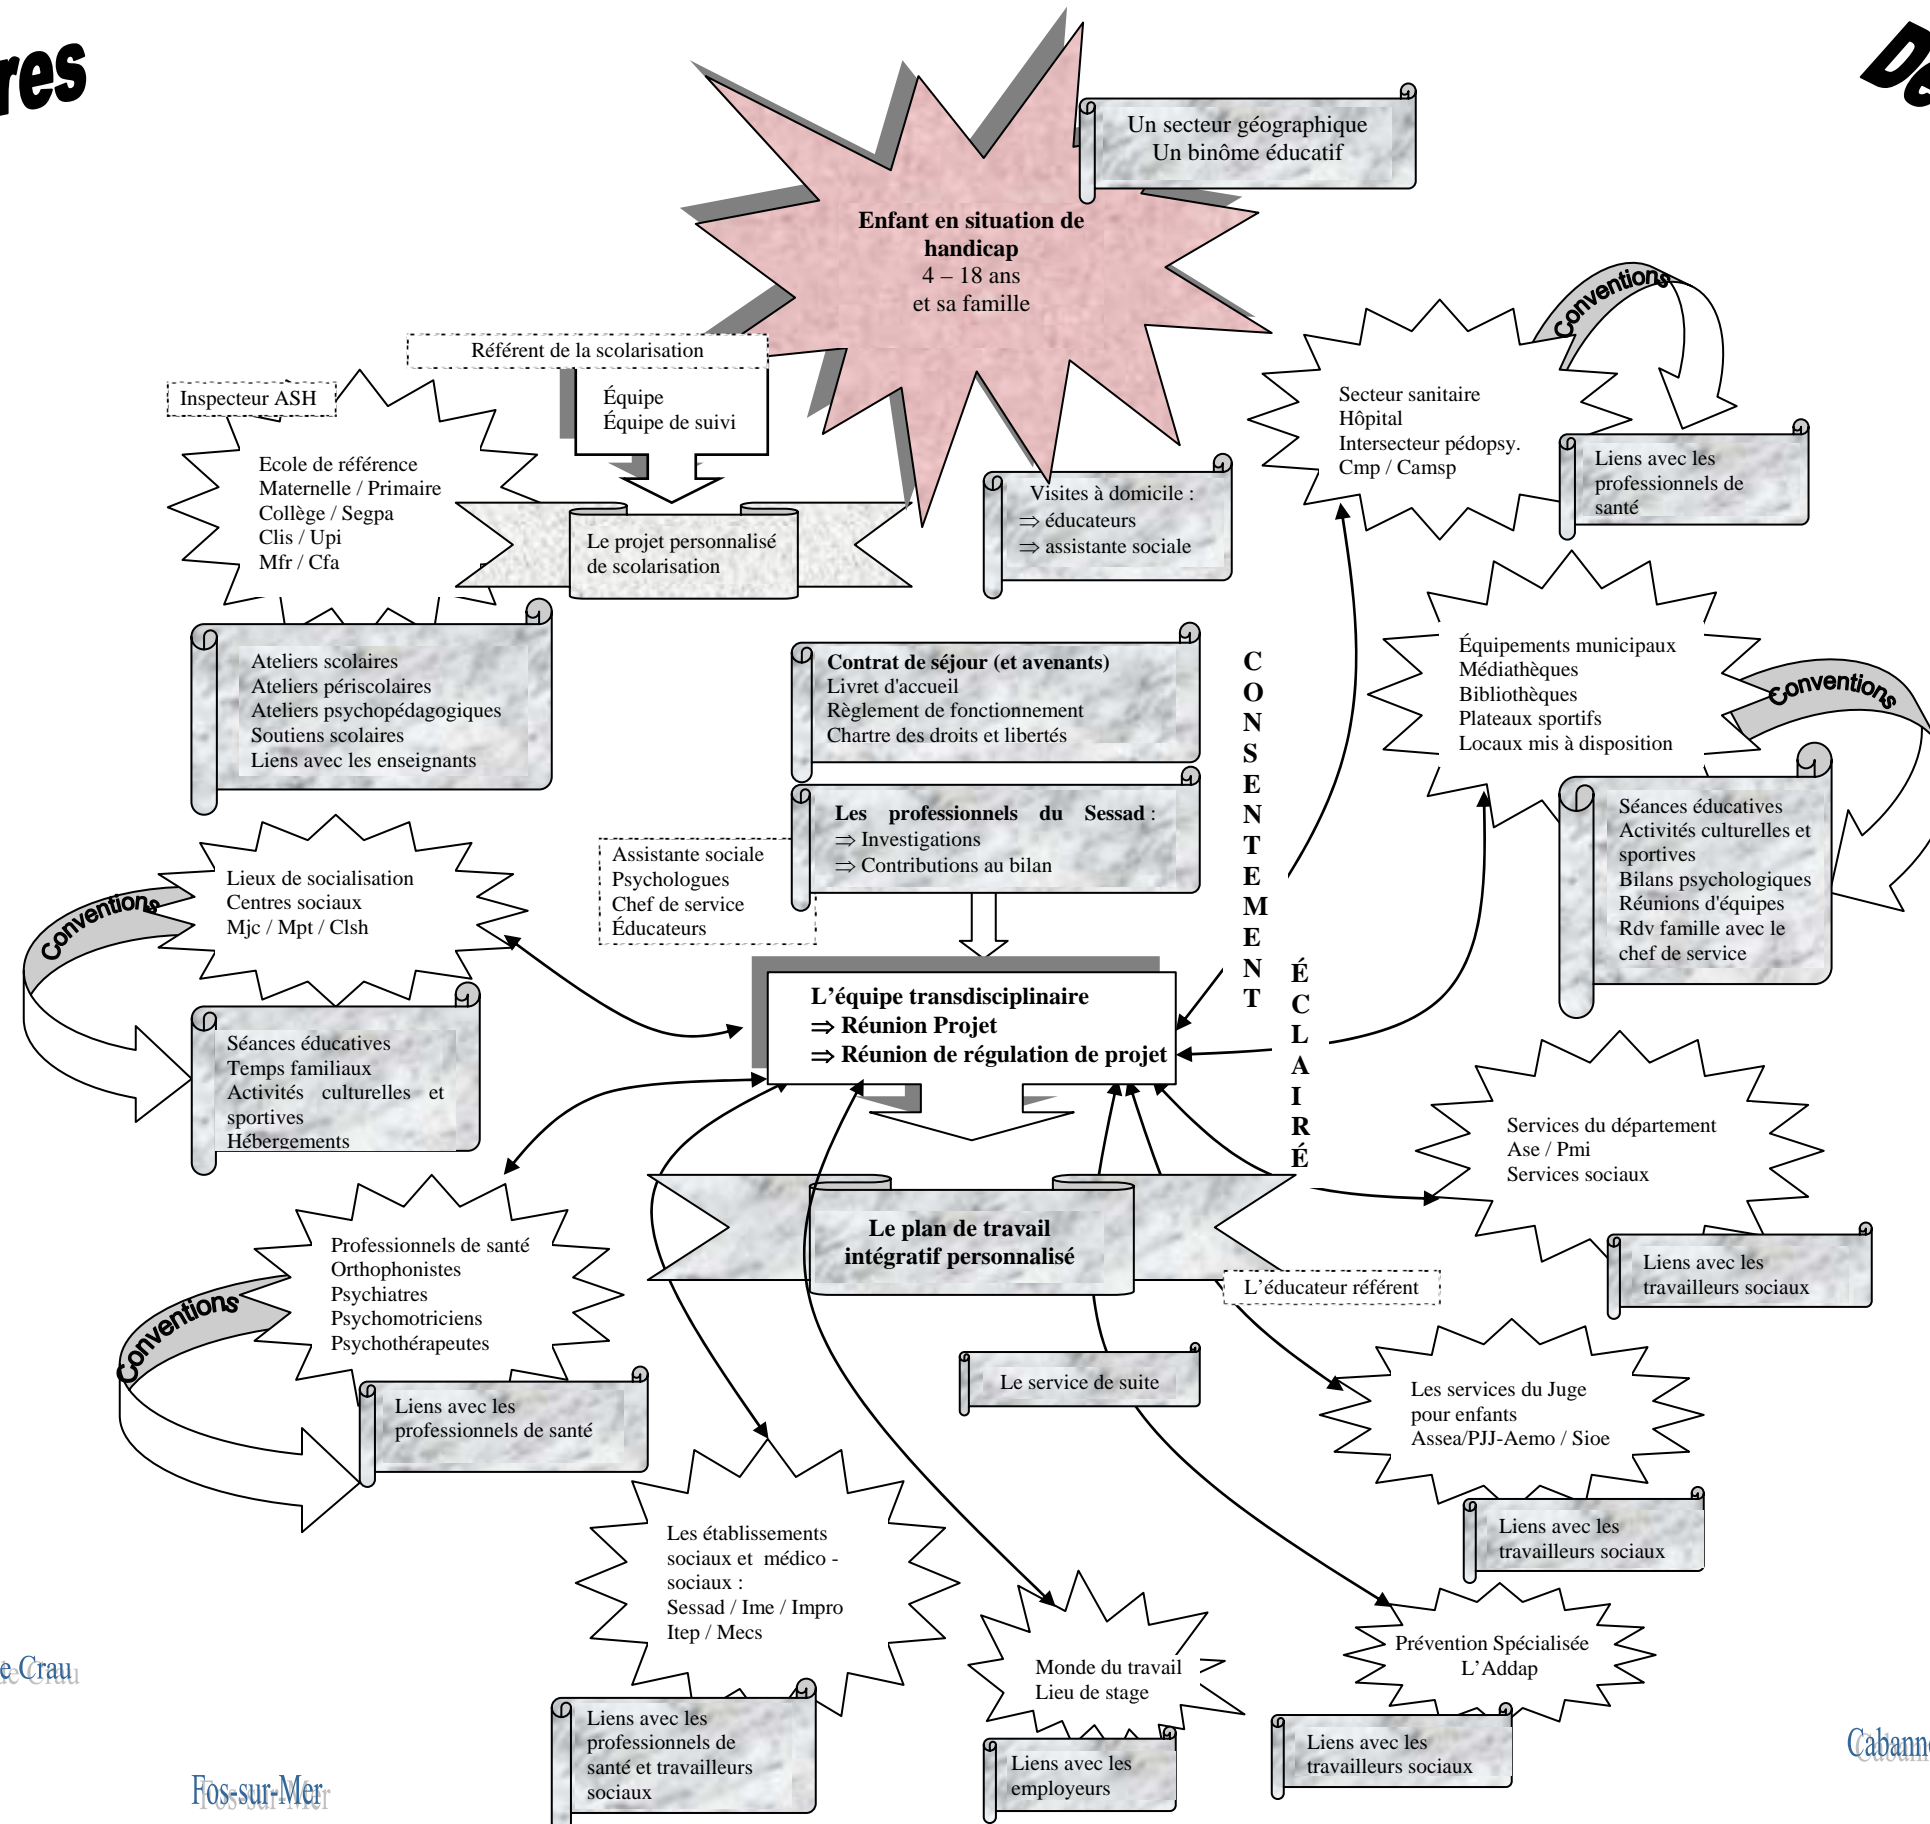 res
De
Un secteur géographique
Un binôme éducatif
Enfant en situation de
handicap
4 – 18 ans
et sa famille
Conventions
Référent de la scolarisation
Équipe
Équipe de suivi
Inspecteur ASH
Secteur sanitaire
Hôpital
Intersecteur pédopsy.
Cmp / Camsp
Liens avec les
professionnels de
santé
Ecole de référence
Maternelle / Primaire
Collège / Segpa
Clis / Upi
Mfr / Cfa
Visites à domicile :
⇒ éducateurs
⇒ assistante sociale
Le projet personnalisé
de scolarisation
Ateliers scolaires
Ateliers périscolaires
Ateliers psychopédagogiques
Soutiens scolaires
Liens avec les enseignants
Contrat de séjour (et avenants)
Livret d'accueil
Règlement de fonctionnement
Chartre des droits et libertés
CONSENTEMENT
ÉCLAIRÉ
Équipements municipaux
Médiathèques
Bibliothèques
Plateaux sportifs
Locaux mis à disposition
Conventions
Les professionnels du Sessad :
⇒ Investigations
⇒ Contributions au bilan
Séances éducatives
Activités culturelles et
sportives
Bilans psychologiques
Réunions d'équipes
Rdv famille avec le
chef de service
Assistante sociale
Psychologues
Chef de service
Éducateurs
Lieux de socialisation
Centres sociaux
Mjc / Mpt / Clsh
Conventions
L'équipe transdisciplinaire
⇒ Réunion Projet
⇒ Réunion de régulation de projet
Séances éducatives
Temps familiaux
Activités culturelles et
sportives
Hébergements
Services du département
Ase / Pmi
Services sociaux
Liens avec les
travailleurs sociaux
Le plan de travail
intégratif personnalisé
L'éducateur référent
Professionnels de santé
Orthophonistes
Psychiatres
Psychomotriciens
Psychothérapeutes
Conventions
Liens avec les
professionnels de santé
Le service de suite
Les services du Juge
pour enfants
Assea/PJJ-Aemo / Sioe
Liens avec les
travailleurs sociaux
Les établissements
sociaux et médico -
sociaux :
Sessad / Ime / Impro
Itep / Mecs
Liens avec les
professionnels de
santé et travailleurs
sociaux
Monde du travail
Lieu de stage
Liens avec les
employeurs
Prévention Spécialisée
L'Addap
Liens avec les
travailleurs sociaux
e Crau
Fos-sur-Mer
Cabann